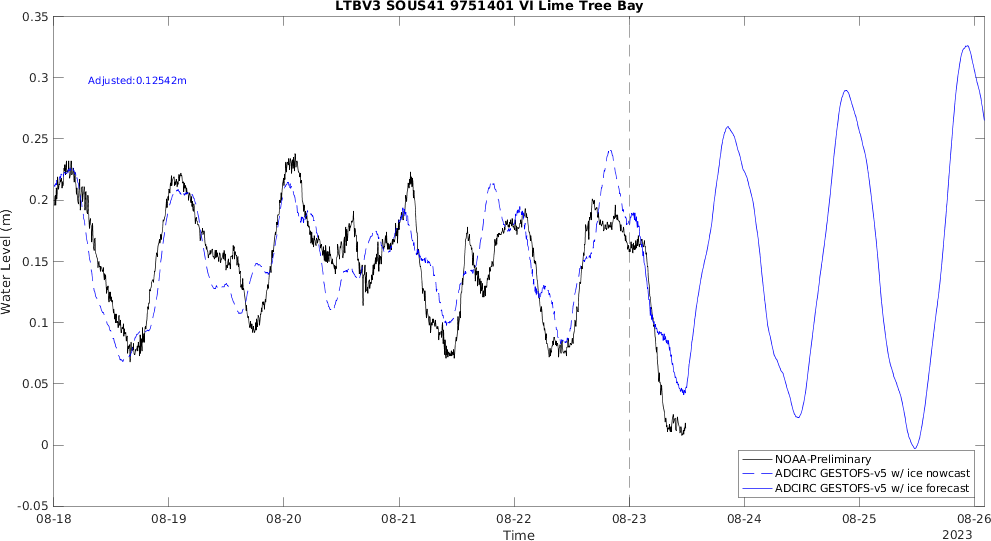 LTBV3 SOUS41 9751401 VI Lime Tree Bay
Adjusted:0.12542m
Water Level (m)
0.35
0.3
0.25
0.2
0.15
0.1
0.05
0
-0.05
08-18 08-19 08-20 08-21 08-22 08-23 08-24 08-25 08-26
Time
2023
NOAA-Preliminary
ADCIRC GESTOFS-v5 w/ ice nowcast
ADCIRC GESTOFS-v5 w/ ice forecast